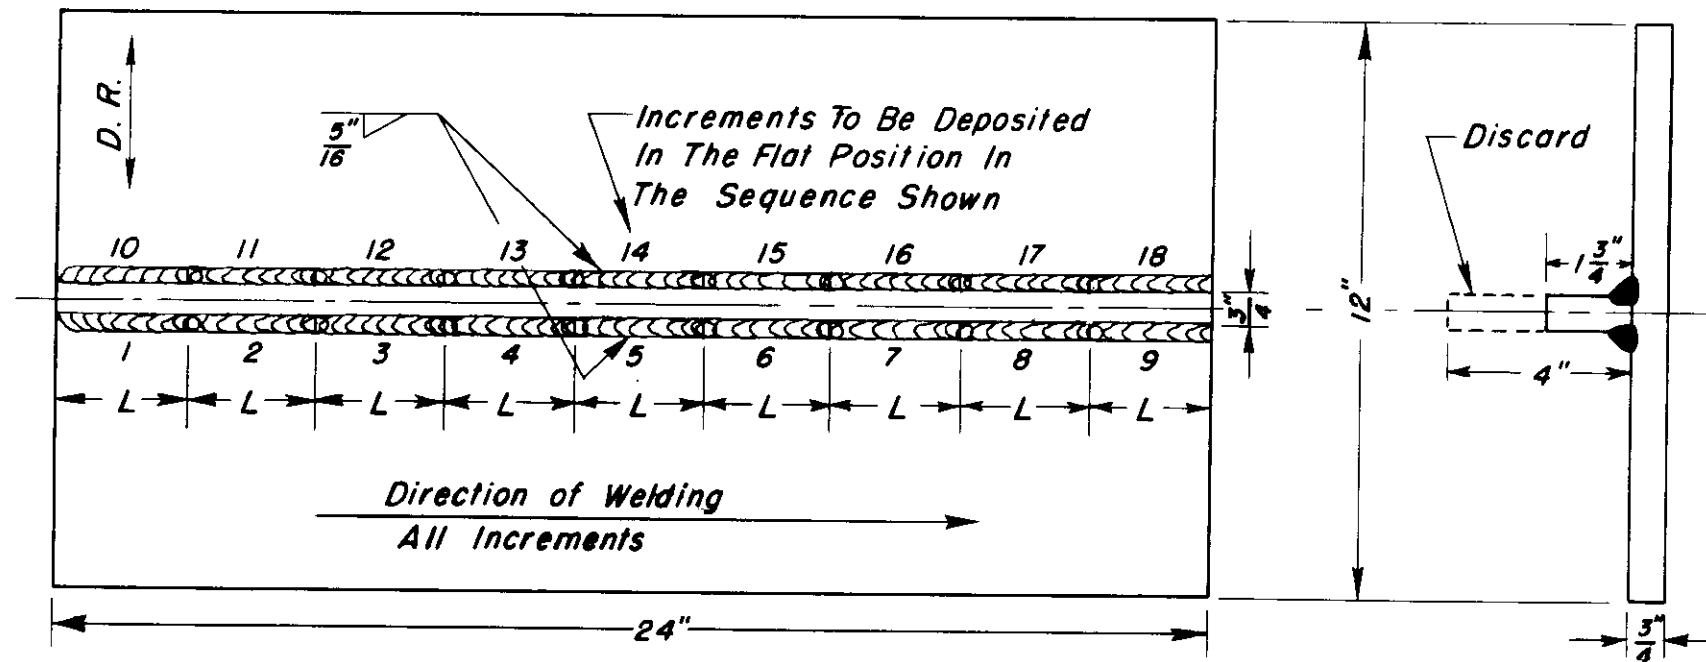 D. R.
5"
16
Increments To Be Deposited
In The Flat Position In
The Sequence Shown
Discard
10 11 12 13 14 15 16 17 18
1 3/4"
3/4"
12"
1 2 3 4 5 6 7 8 9
4"
L L L L L L L L L
Direction of Welding
All Increments
24"
3/4"